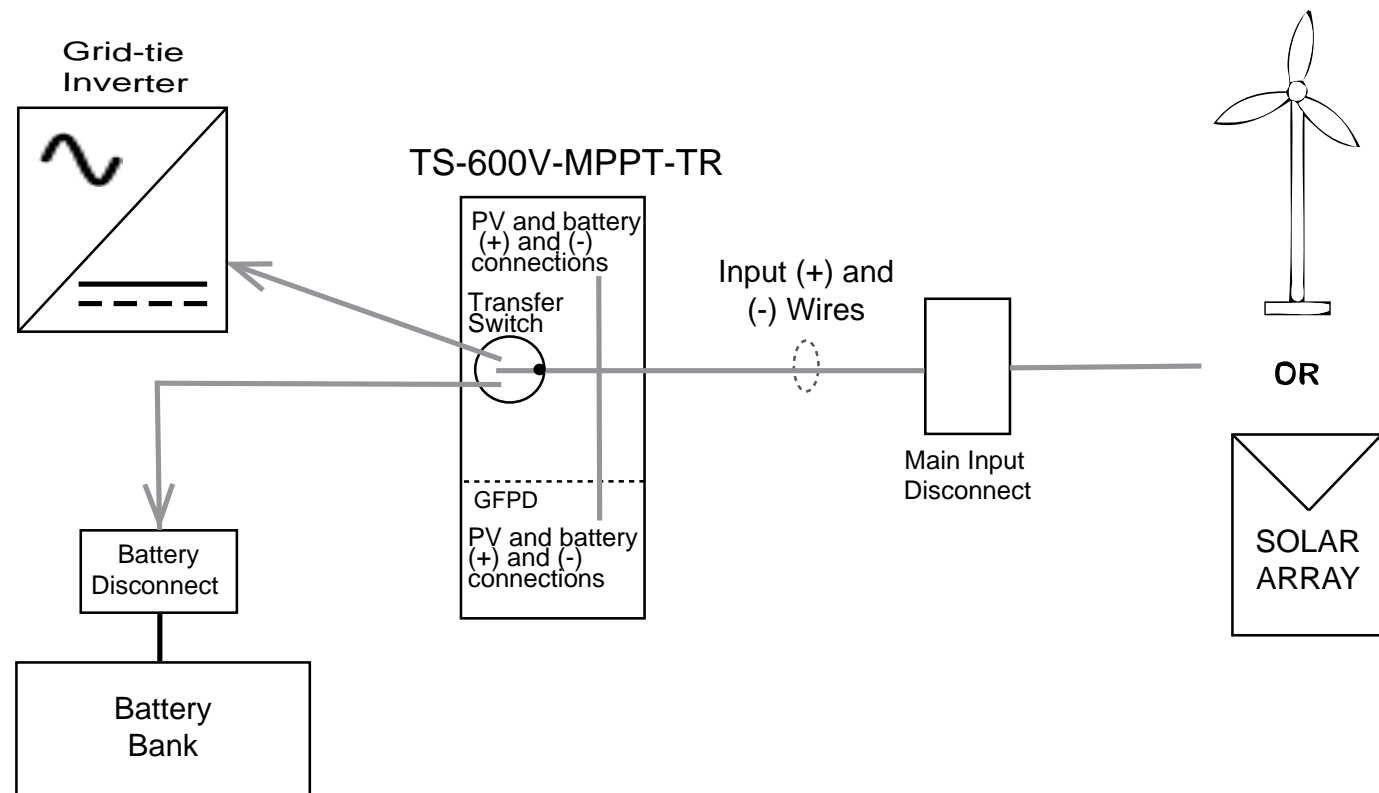 Grid-tie
Inverter
TS-600V-MPPT-TR
PV and battery
(+) and (-)
connections
Transfer
Switch
Input (+) and
(-) Wires
OR
Main Input
Disconnect
GFPD
PV and battery
(+) and (-)
connections
Battery
Disconnect
SOLAR
ARRAY
Battery
Bank